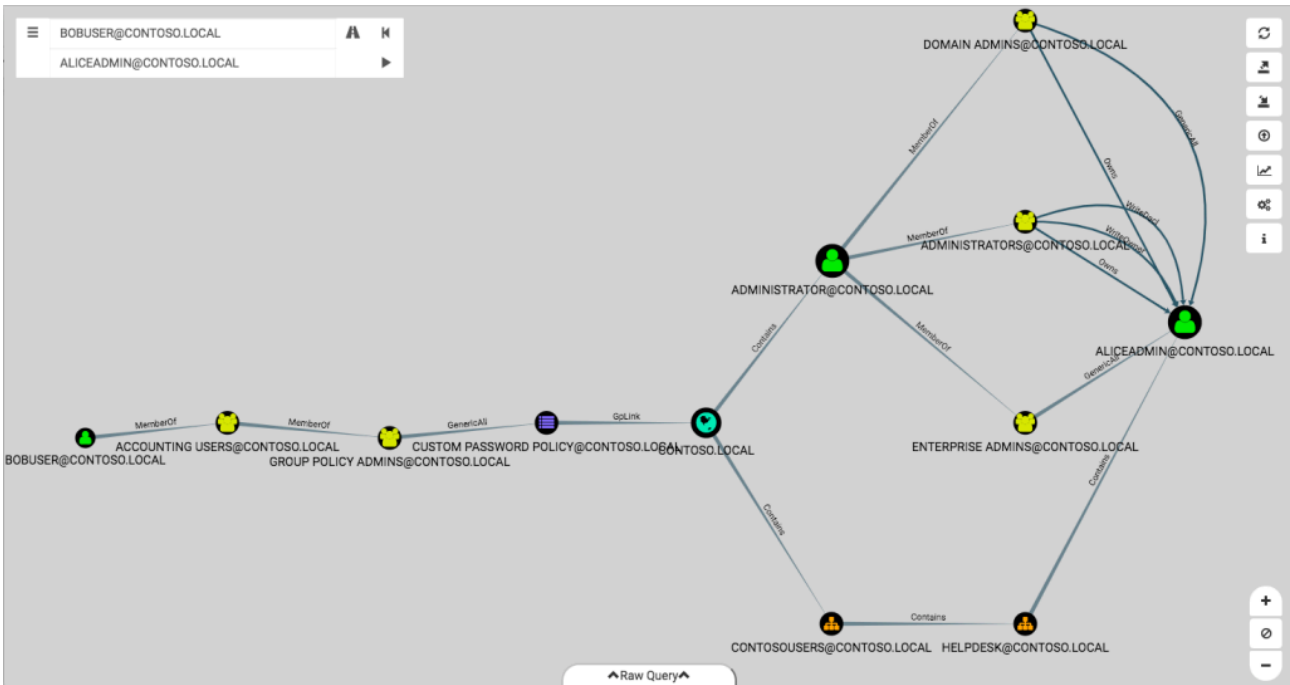 BOBUSER@CONTOSO.LOCAL
ALICEADMIN@CONTOSO.LOCAL
DOMAIN ADMINS@CONTOSO.LOCAL
GenericAll
MemberOf
Owns
WriteDacl
MemberOf
WriteOwner
ADMINISTRATORS@CONTOSO.LOCAL
Owns
ADMINISTRATOR@CONTOSO.LOCAL
Contains
MemberOf
ALICEADMIN@CONTOSO.LOCAL
GenericAll
MemberOf
MemberOf
GenericAll
GpLink
BOBUSER@CONTOSO.LOCAL
ACCOUNTING USERS@CONTOSO.LOCAL
GROUP POLICY ADMINS@CONTOSO.LOCAL
CUSTOM PASSWORD POLICY@CONTOSO.LOCAL
CONTOSO.LOCAL
ENTERPRISE ADMINS@CONTOSO.LOCAL
Contains
Contains
Contains
CONTOSOUSERS@CONTOSO.LOCAL
HELPDESK@CONTOSO.LOCAL
Raw Query